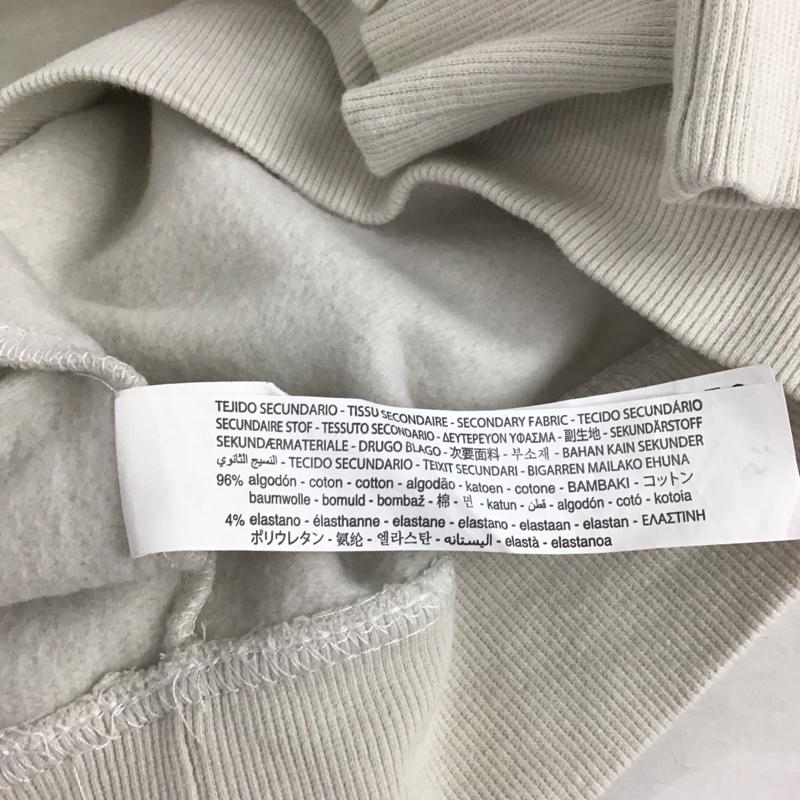 TEJIDO SECUNDARIO - TISSU SECONDAIRE - SECONDARY FABRIC - TECIDO SECUNDÁRIO
SECUNDAIRE STOF - TESSUTO SECONDARIO - ΔΕΥΤΕΡΕΥΟΝ ΥΦΑΣΜΑ - 副生地 - SEKUNDÄRSTOFF
SEKUNDÆRMATERIALE - DRUGO BLAGO - 次要面料 - 부소재 - BAHAN KAIN SEKUNDER
النسيج الثانوي - TECIDO SECUNDARIO - TEIXIT SECUNDARI - BIGARREN MAILAKO EHUNA
96% algodón - coton - cotton - algodão - katoen - cotone - ΒΑΜΒΑΚΙ - コットン
baumwolle - bomuld - bombaž - 棉 - 면 - katun - قطن - algodón - cotó - kotoia
4% elastano - élasthanne - elastane - elastano - elastaan - elastan - ΕΛΑΣΤΙΝΗ
ポリウレタン - 氨纶 - 엘라스탄 - اليستانه - elastà - elastanoa